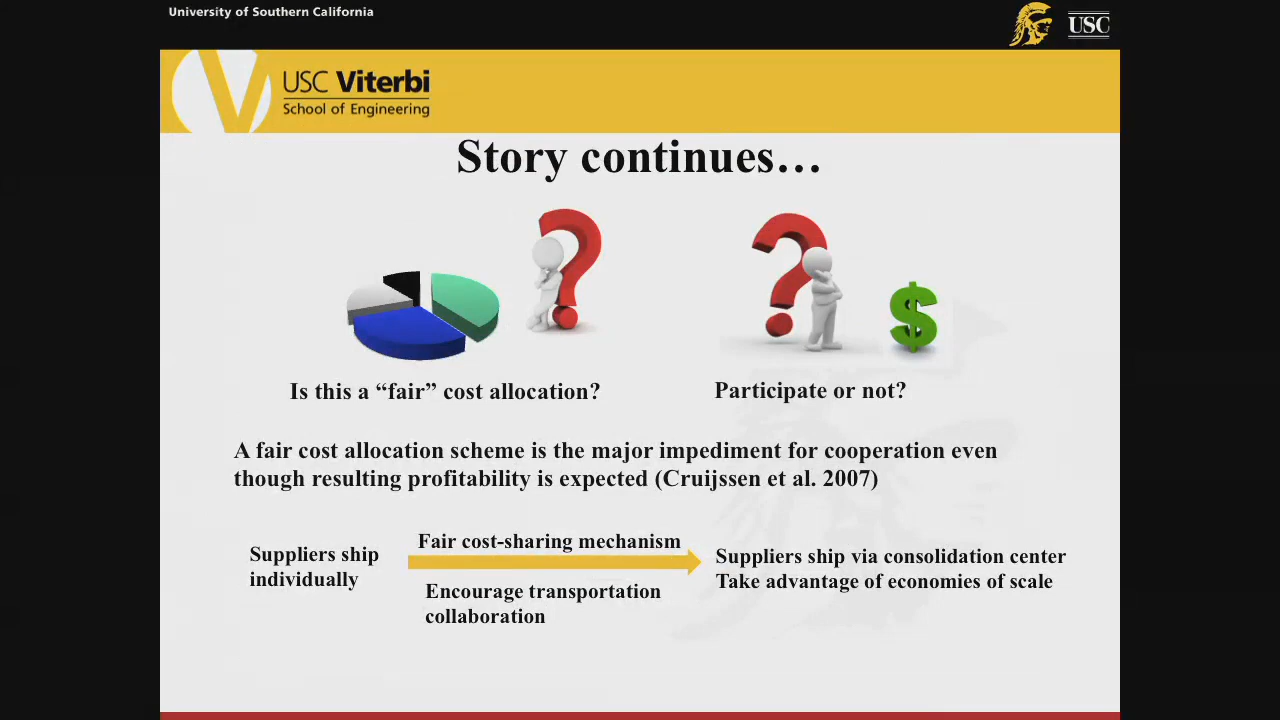 University of Southern California
USC
USC Viterbi
School of Engineering
Story continues…
Is this a “fair” cost allocation?
Participate or not?
A fair cost allocation scheme is the major impediment for cooperation even
though resulting profitability is expected (Cruijssen et al. 2007)
Suppliers ship
individually
Fair cost-sharing mechanism
Encourage transportation
collaboration
Suppliers ship via consolidation center
Take advantage of economies of scale